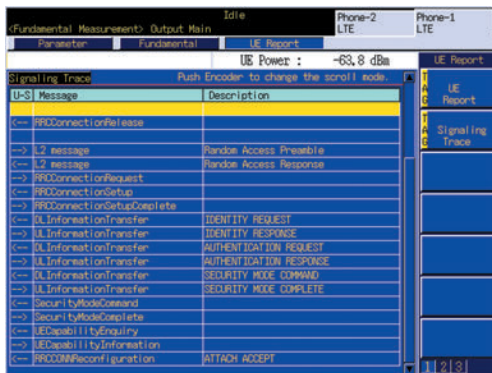 Idle
<Fundamental Measurement> Output Main
Phone-2
LTE
Phone-1
LTE
Parameter
Fundamental
UE Report
UE Power : -63.8 dBm
UE Report
Signaling Trace
Push Encoder to change the scroll mode.
T
A
G
UE
Report
T
A
G
Signaling
Trace
U-S Message Description
<-- RRCConnectionRelease
--> L2 message Random Access Preamble
<-- L2 message Random Access Response
--> RRCConnectionRequest
<-- RRCConnectionSetup
--> RRCConnectionSetupComplete
<-- DLInformationTransfer IDENTITY REQUEST
--> ULInformationTransfer IDENTITY RESPONSE
<-- DLInformationTransfer AUTHENTICATION REQUEST
--> ULInformationTransfer AUTHENTICATION RESPONSE
<-- DLInformationTransfer SECURITY MODE COMMAND
--> ULInformationTransfer SECURITY MODE COMPLETE
<-- SecurityModeCommand
--> SecurityModeComplete
<-- UECapabilityEnquiry
--> UECapabilityInformation
<-- RRCCONNReconfiguration ATTACH ACCEPT
1 2 3